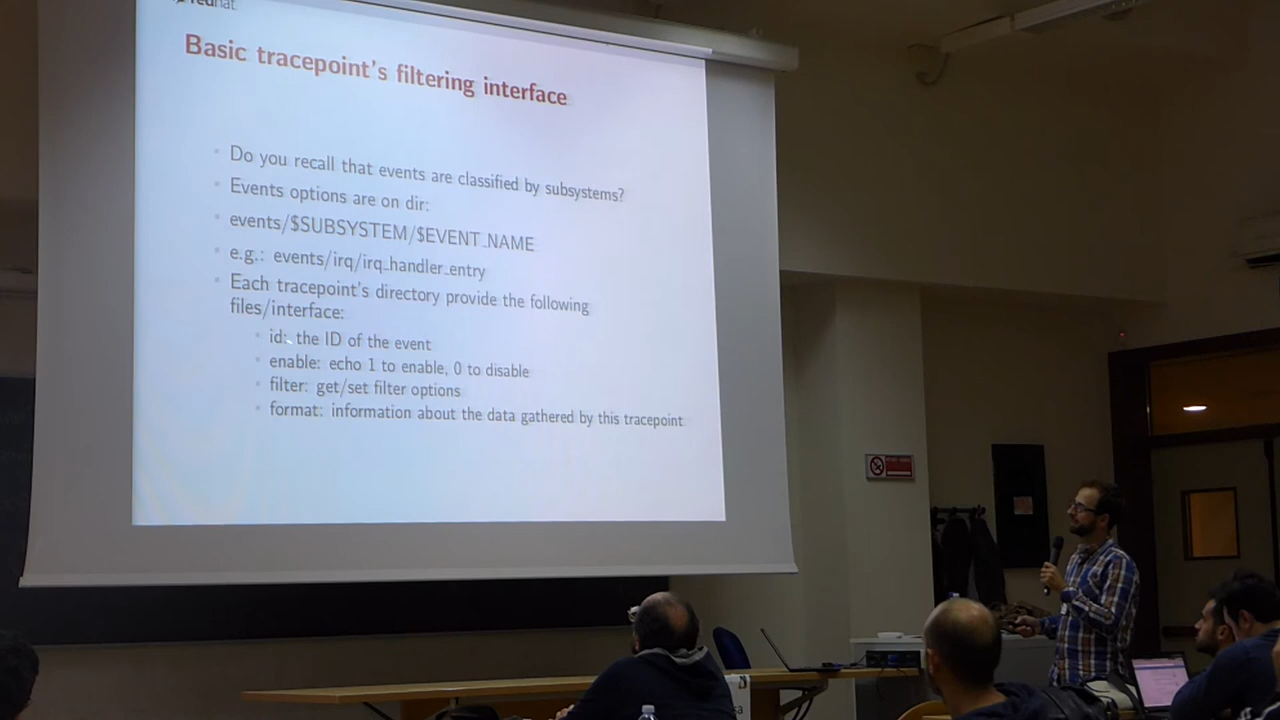 redhat.
Basic tracepoint's filtering interface
Do you recall that events are classified by subsystems?
Events options are on dir:
events/$SUBSYSTEM/$EVENT_NAME
e.g.: events/irq/irq_handler_entry
Each tracepoint's directory provide the following
files/interface:
id: the ID of the event
enable: echo 1 to enable, 0 to disable
filter: get/set filter options
format: information about the data gathered by this tracepoint